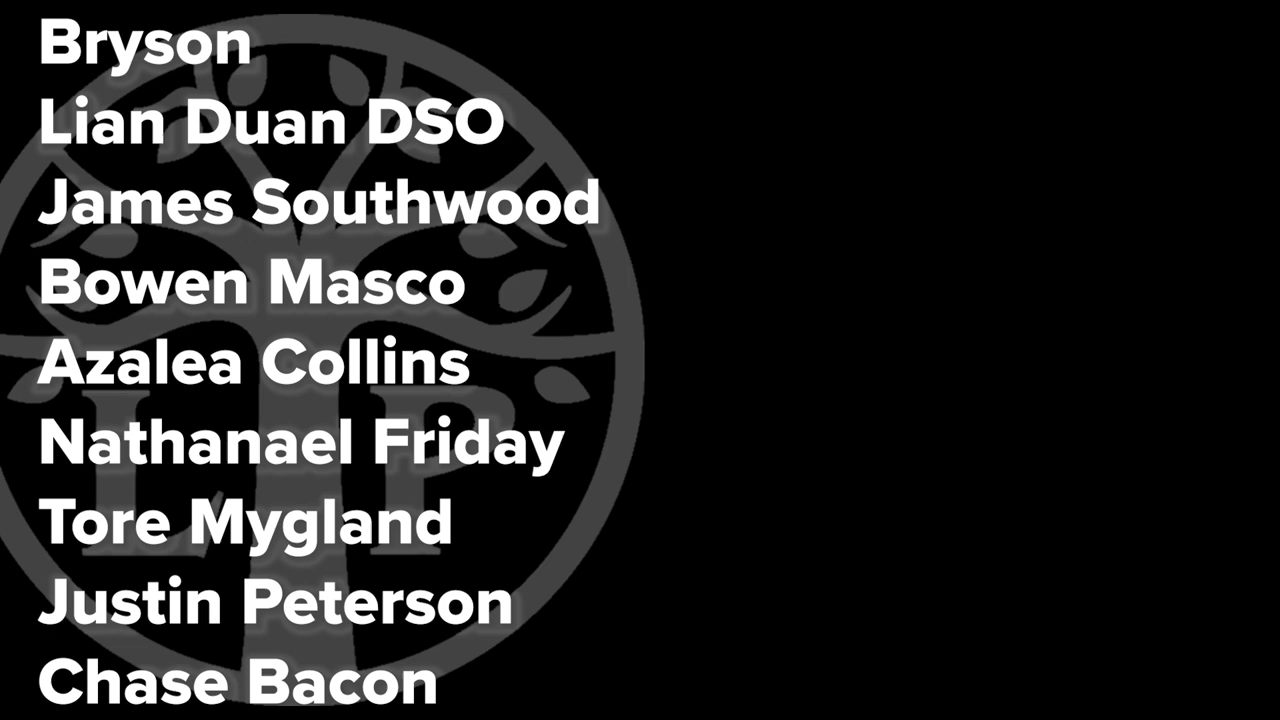 Bryson
Lian Duan DSO
James Southwood
Bowen Masco
Azalea Collins
Nathanael Friday
Tore Mygland
Justin Peterson
Chase Bacon
L P